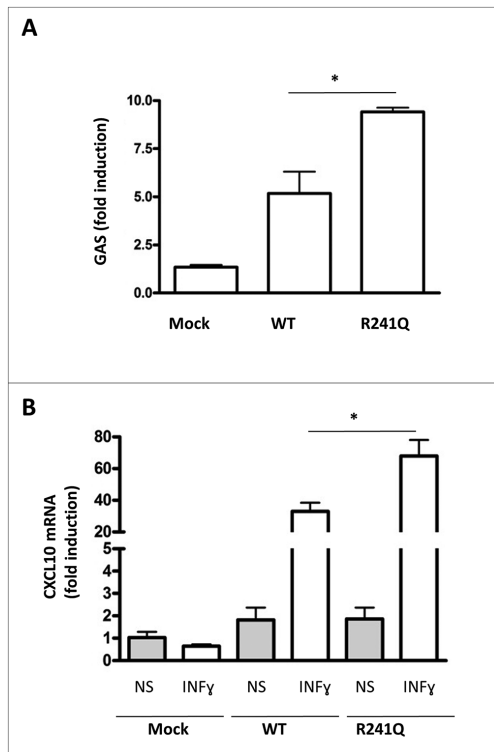 A
*
GAS (fold induction)
10.0
7.5
5.0
2.5
0.0
Mock WT R241Q
B
*
CXCL10 mRNA
(fold induction)
80
60
40
20
5
4
3
2
1
0
NS INFɣ NS INFɣ NS INFɣ
Mock WT R241Q